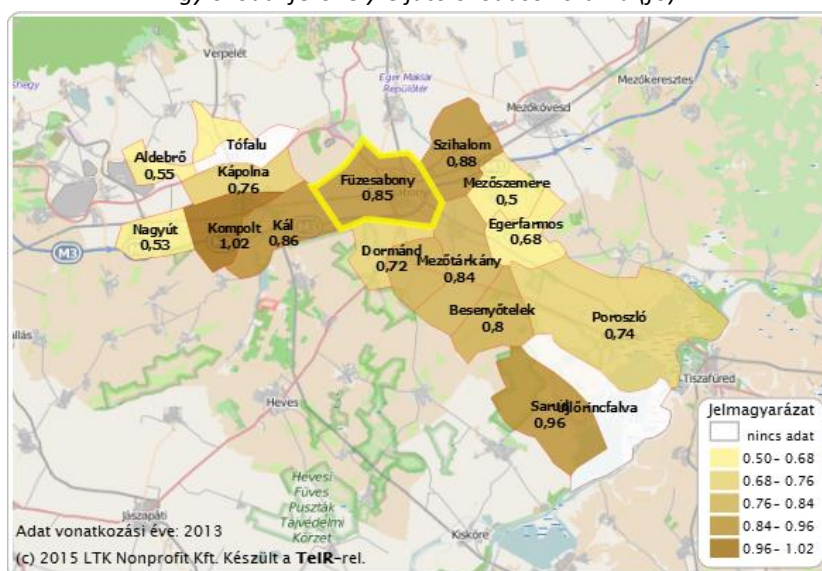 Verpelét
Eger Maklár
Repülőtér
Mezőkeresztes
Mezőkövesd
Tófalu
Aldebrő
0,55
Kápolna
0,76
Szihalom
0,88
Füzesabony
0,85
Mezőszemere
0,5
Nagyút
0,53
Kompolt
1,02
Kál
0,86
Egerfarmos
0,68
M3
M3
Dormánd
0,72
Mezőtárkány
0,84
Besenyőtelek
0,8
Poroszló
0,74
Tiszafüred
Heves
Sarud
0,96
Újlőrincfalva
Hevesi
Füves
Puszták
Tájvédelmi
Körzet
Jászapáti
Kisköre
Jelmagyarázat
nincs adat
0.50- 0.68
0.68- 0.76
0.76- 0.84
0.84- 0.96
0.96- 1.02
Adat vonatkozási éve: 2013
(c) 2015 LTK Nonprofit Kft. Készült a TeIR-rel.